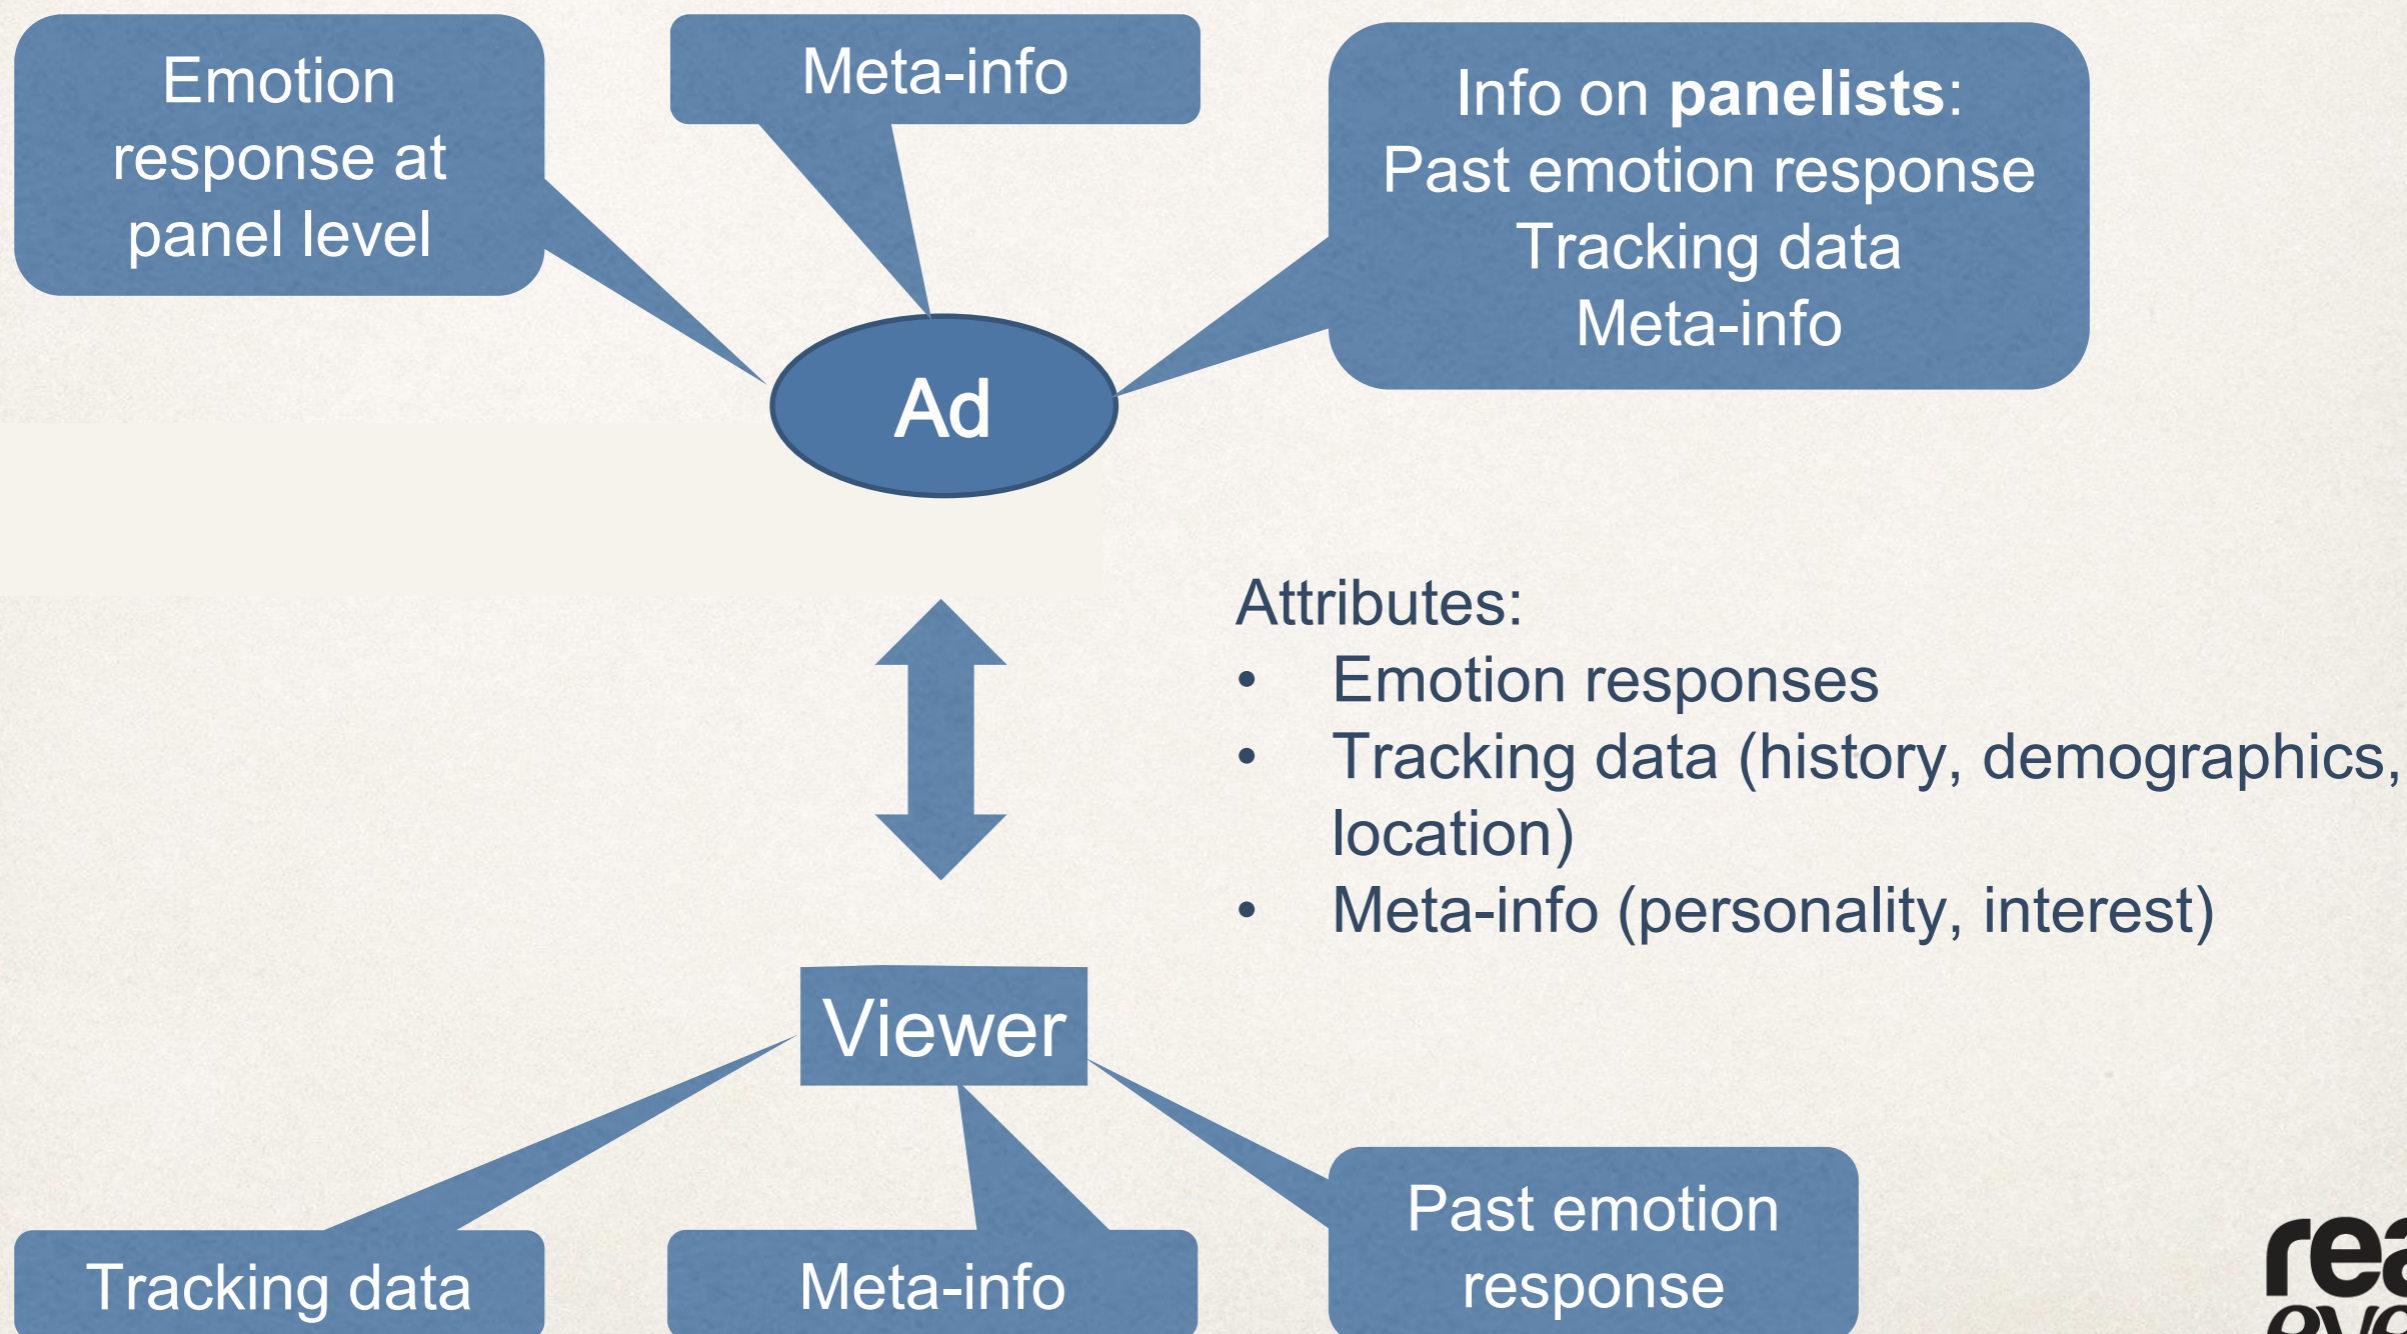 Emotion
response at
panel level
Meta-info
Info on panelists:
Past emotion response
Tracking data
Meta-info
Ad
Attributes:
• Emotion responses
• Tracking data (history, demographics,
location)
• Meta-info (personality, interest)
Viewer
Tracking data
Meta-info
Past emotion
response